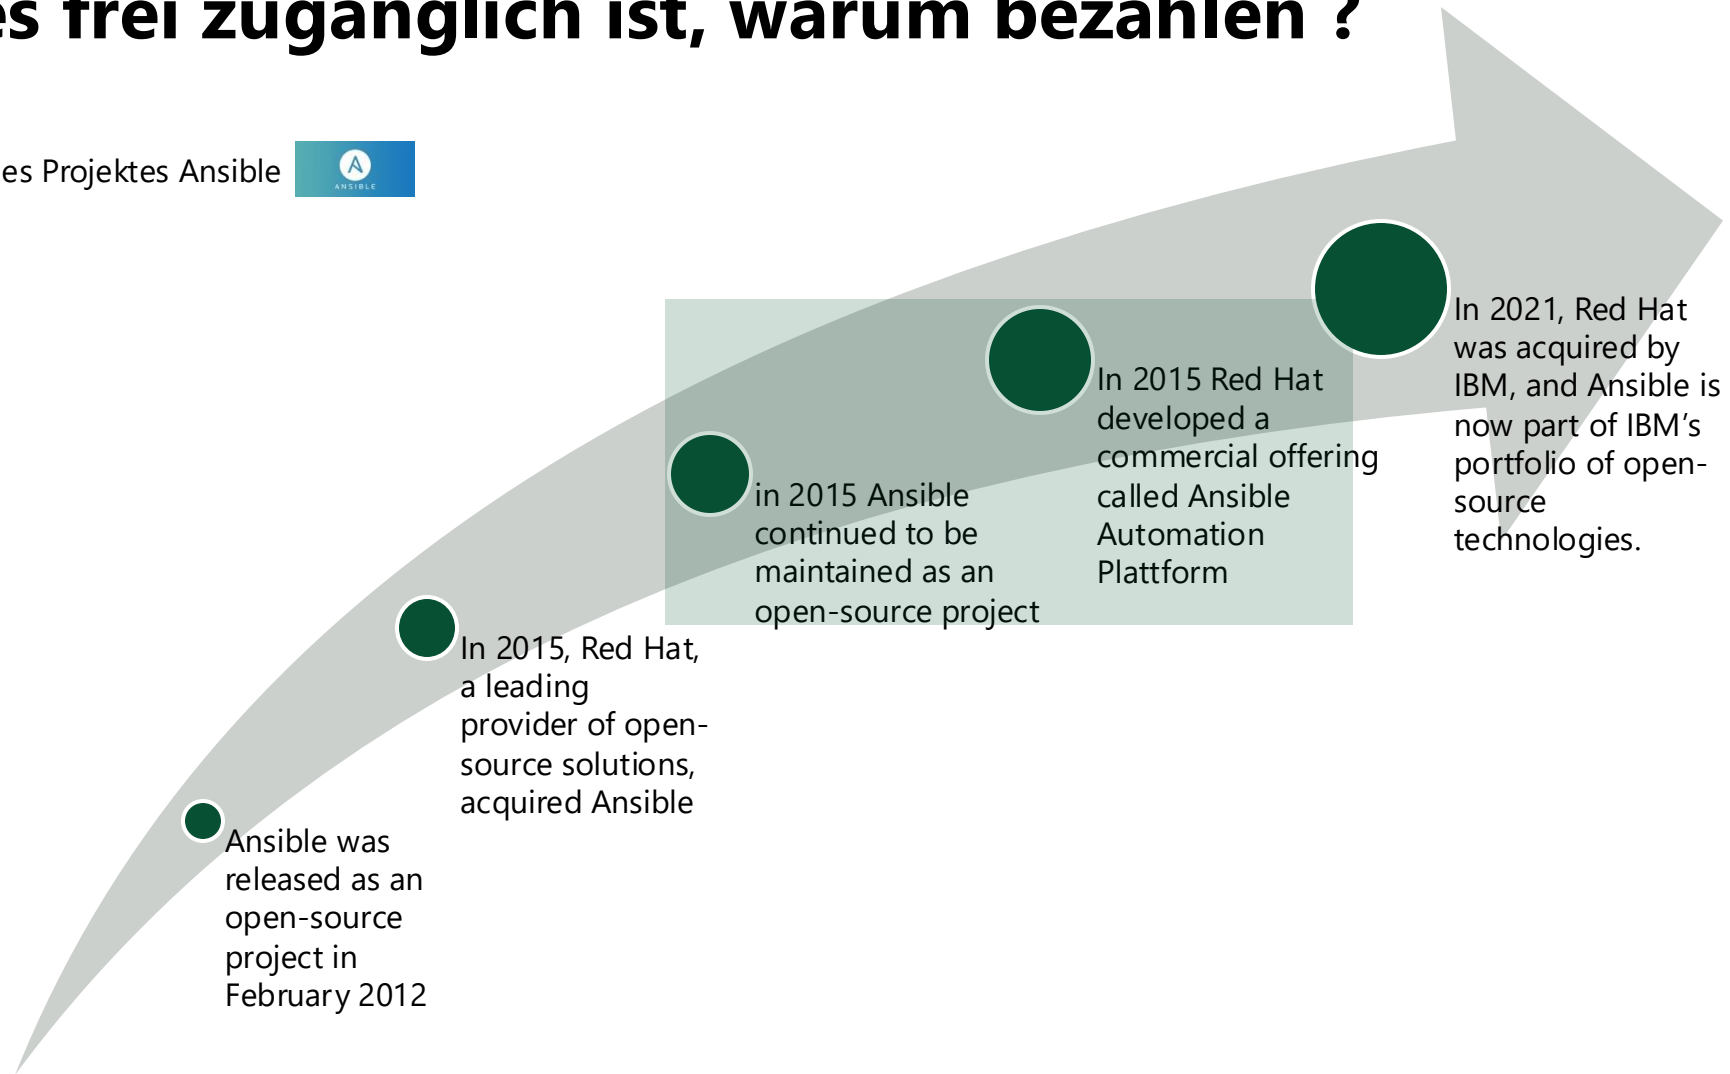 es frei zugänglich ist, warum bezahlen ?
es Projektes Ansible
ANSIBLE
In 2021, Red Hat
was acquired by
IBM, and Ansible is
now part of IBM’s
portfolio of open-
source
technologies.
In 2015 Red Hat
developed a
commercial offering
called Ansible
Automation
Plattform
in 2015 Ansible
continued to be
maintained as an
open-source project
In 2015, Red Hat,
a leading
provider of open-
source solutions,
acquired Ansible
Ansible was
released as an
open-source
project in
February 2012